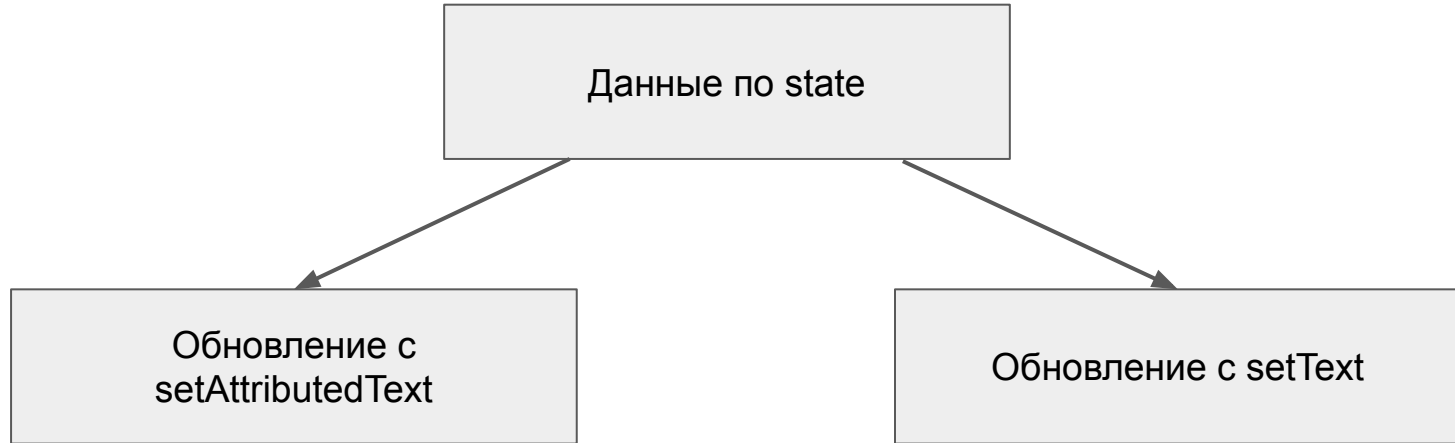 Данные по state
Обновление с
setAttributedText
Обновление с setText